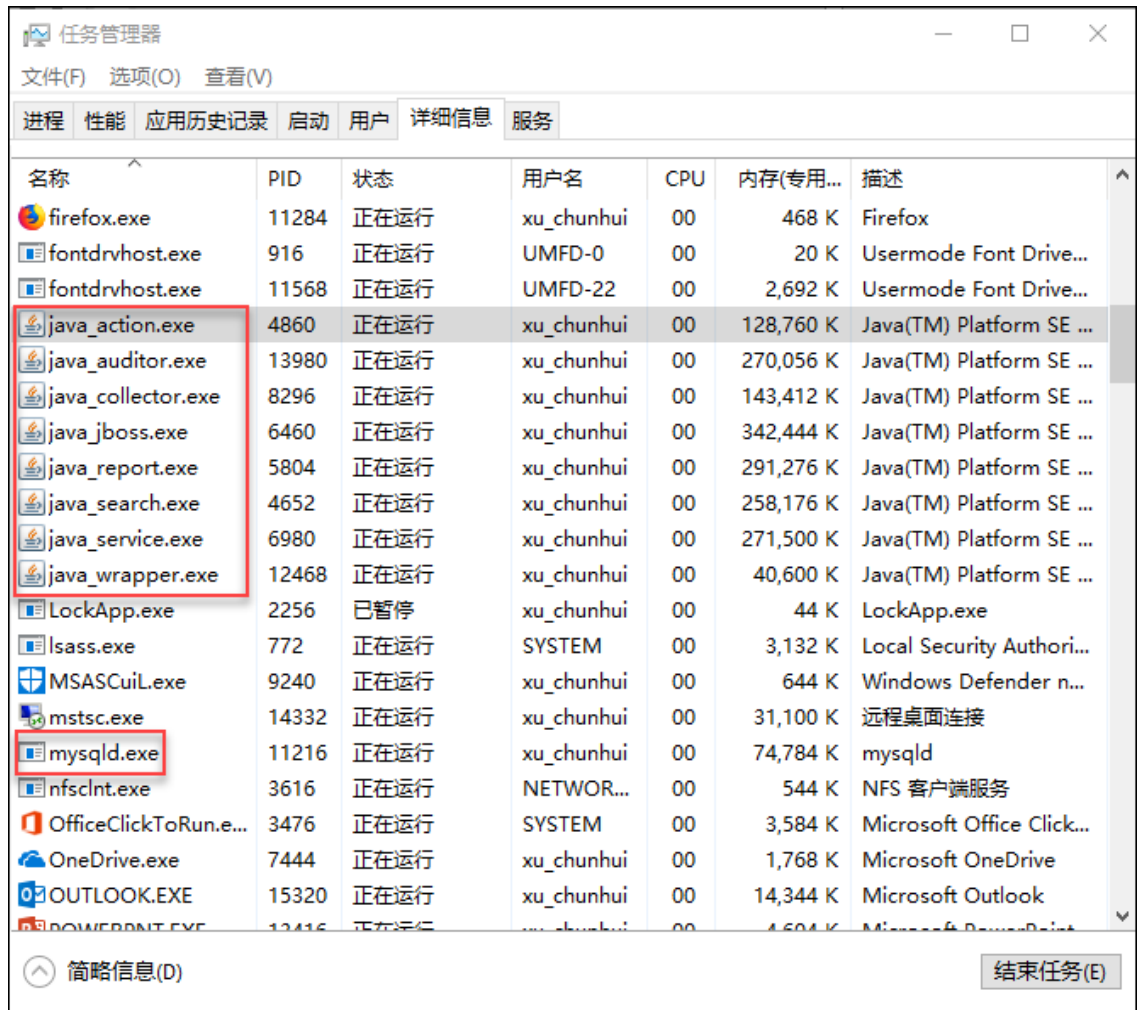 任务管理器
文件(F) 选项(O) 查看(V)
进程 性能 应用历史记录 启动 用户 详细信息 服务
名称 PID 状态 用户名 CPU 内存(专用... 描述
firefox.exe 11284 正在运行 xu_chunhui 00 468 K Firefox
fontdrvhost.exe 916 正在运行 UMFD-0 00 20 K Usermode Font Drive...
fontdrvhost.exe 11568 正在运行 UMFD-22 00 2,692 K Usermode Font Drive...
java_action.exe 4860 正在运行 xu_chunhui 00 128,760 K Java(TM) Platform SE ...
java_auditor.exe 13980 正在运行 xu_chunhui 00 270,056 K Java(TM) Platform SE ...
java_collector.exe 8296 正在运行 xu_chunhui 00 143,412 K Java(TM) Platform SE ...
java_jboss.exe 6460 正在运行 xu_chunhui 00 342,444 K Java(TM) Platform SE ...
java_report.exe 5804 正在运行 xu_chunhui 00 291,276 K Java(TM) Platform SE ...
java_search.exe 4652 正在运行 xu_chunhui 00 258,176 K Java(TM) Platform SE ...
java_service.exe 6980 正在运行 xu_chunhui 00 271,500 K Java(TM) Platform SE ...
java_wrapper.exe 12468 正在运行 xu_chunhui 00 40,600 K Java(TM) Platform SE ...
LockApp.exe 2256 已暂停 xu_chunhui 00 44 K LockApp.exe
lsass.exe 772 正在运行 SYSTEM 00 3,132 K Local Security Authori...
MSASCuiL.exe 9240 正在运行 xu_chunhui 00 644 K Windows Defender n...
mstsc.exe 14332 正在运行 xu_chunhui 00 31,100 K 远程桌面连接
mysqld.exe 11216 正在运行 xu_chunhui 00 74,784 K mysqld
nfsclnt.exe 3616 正在运行 NETWOR... 00 544 K NFS 客户端服务
OfficeClickToRun.e... 3476 正在运行 SYSTEM 00 3,584 K Microsoft Office Click...
OneDrive.exe 7444 正在运行 xu_chunhui 00 1,768 K Microsoft OneDrive
OUTLOOK.EXE 15320 正在运行 xu_chunhui 00 14,344 K Microsoft Outlook
POWERPNT.EXE 正在运行 xu_chunhui 00 Microsoft PowerPoint
简略信息(D) 结束任务(E)